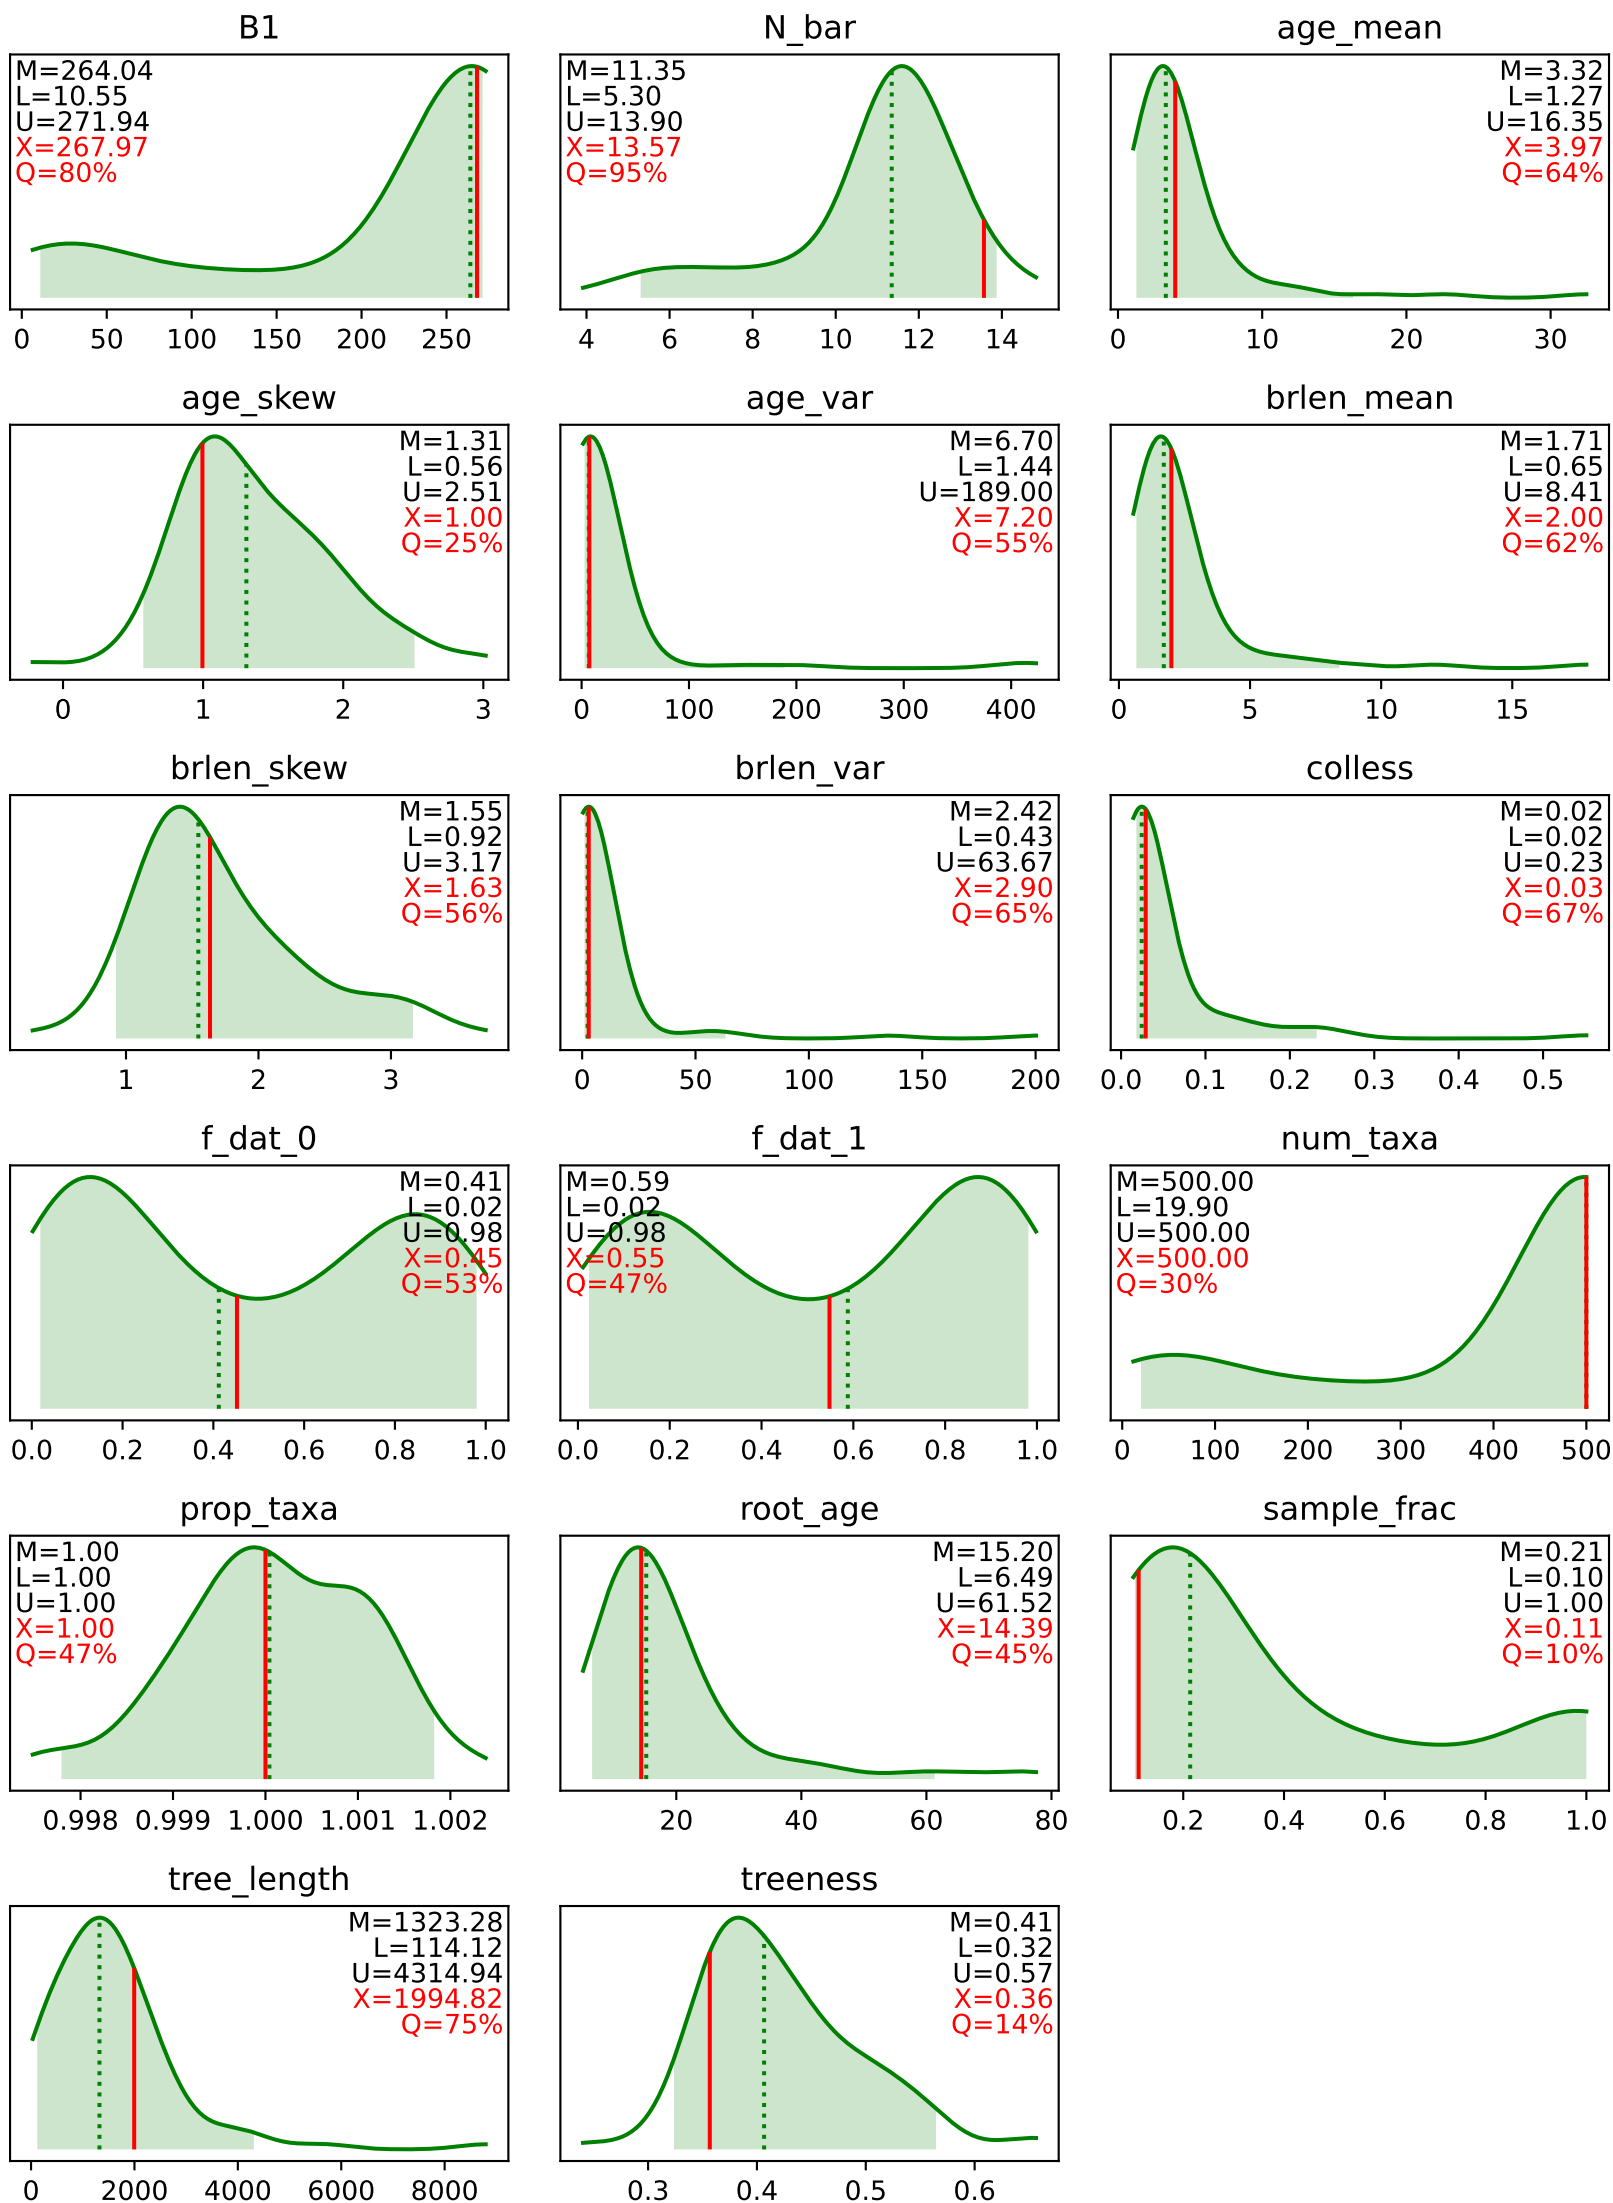 B1
M=264.04
L=10.55
U=271.94
X=267.97
Q=80%
0 50 100 150 200 250
N_bar
M=11.35
L=5.30
U=13.90
X=13.57
Q=95%
4 6 8 10 12 14
age_mean
M=3.32
L=1.27
U=16.35
X=3.97
Q=64%
0 10 20 30
age_skew
M=1.31
L=0.56
U=2.51
X=1.00
Q=25%
0 1 2 3
age_var
M=6.70
L=1.44
U=189.00
X=7.20
Q=55%
0 100 200 300 400
brlen_mean
M=1.71
L=0.65
U=8.41
X=2.00
Q=62%
0 5 10 15
brlen_skew
M=1.55
L=0.92
U=3.17
X=1.63
Q=56%
1 2 3
brlen_var
M=2.42
L=0.43
U=63.67
X=2.90
Q=65%
0 50 100 150 200
colless
M=0.02
L=0.02
U=0.23
X=0.03
Q=67%
0.0 0.1 0.2 0.3 0.4 0.5
f_dat_0
M=0.41
L=0.02
U=0.98
X=0.45
Q=53%
0.0 0.2 0.4 0.6 0.8 1.0
f_dat_1
M=0.59
L=0.02
U=0.98
X=0.55
Q=47%
0.0 0.2 0.4 0.6 0.8 1.0
num_taxa
M=500.00
L=19.90
U=500.00
X=500.00
Q=30%
0 100 200 300 400 500
prop_taxa
M=1.00
L=1.00
U=1.00
X=1.00
Q=47%
0.998 0.999 1.000 1.001 1.002
root_age
M=15.20
L=6.49
U=61.52
X=14.39
Q=45%
20 40 60 80
sample_frac
M=0.21
L=0.10
U=1.00
X=0.11
Q=10%
0.2 0.4 0.6 0.8 1.0
tree_length
M=1323.28
L=114.12
U=4314.94
X=1994.82
Q=75%
0 2000 4000 6000 8000
treeness
M=0.41
L=0.32
U=0.57
X=0.36
Q=14%
0.3 0.4 0.5 0.6